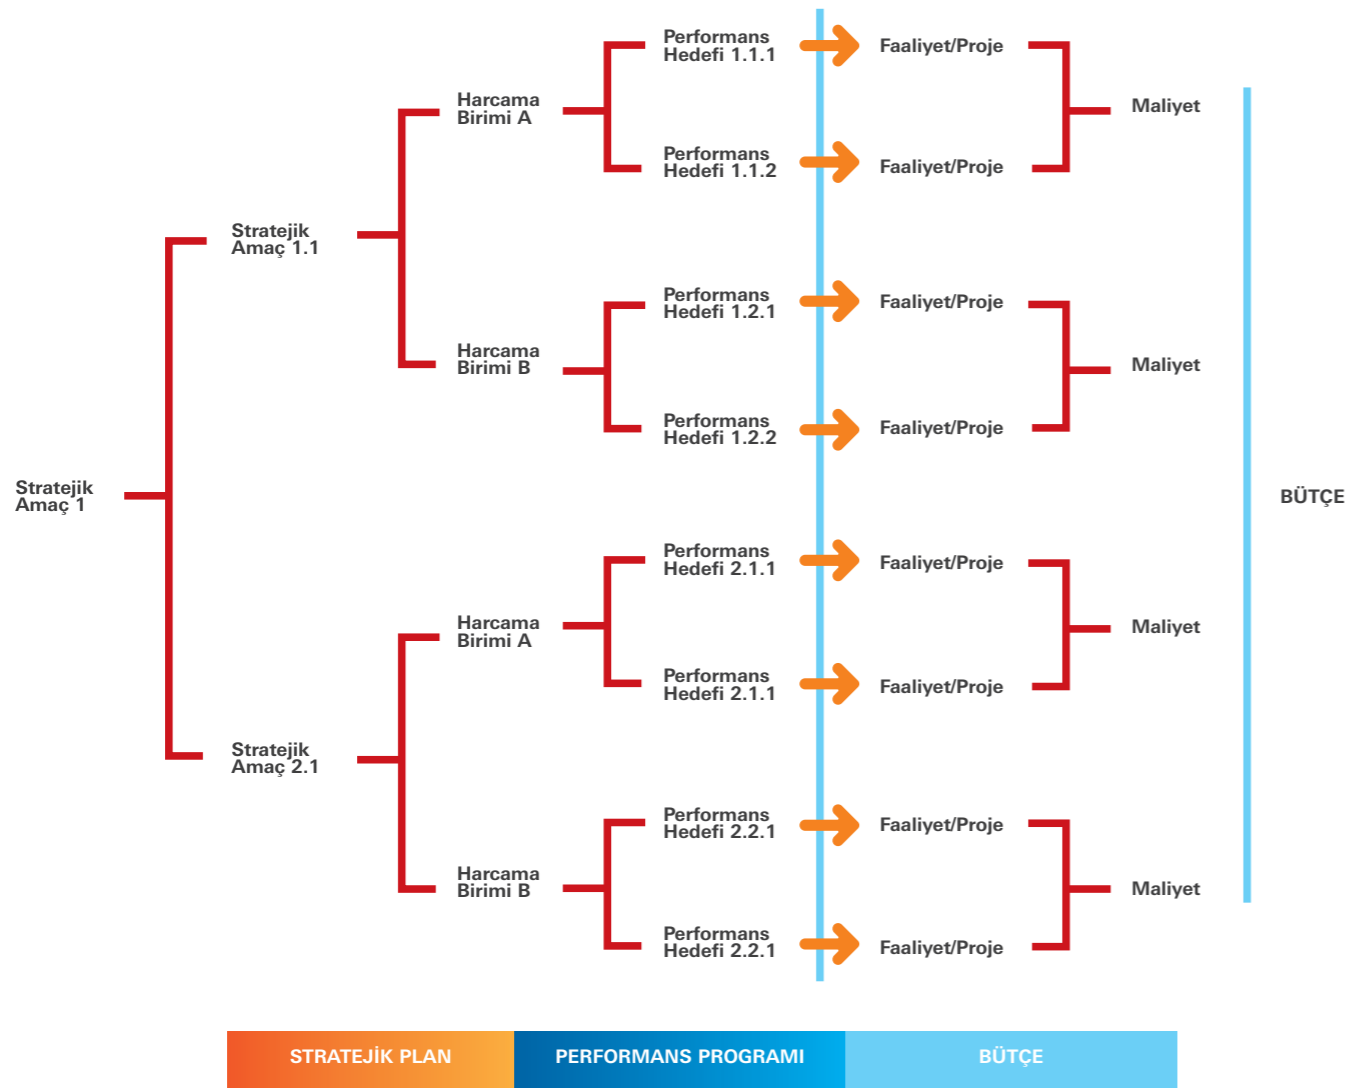 Stratejik
Amaç 1
Stratejik
Amaç 1.1
Stratejik
Amaç 2.1
Harcama
Birimi A
Harcama
Birimi B
Harcama
Birimi A
Harcama
Birimi B
Performans
Hedefi 1.1.1
Performans
Hedefi 1.1.2
Performans
Hedefi 1.2.1
Performans
Hedefi 1.2.2
Performans
Hedefi 2.1.1
Performans
Hedefi 2.1.1
Performans
Hedefi 2.2.1
Performans
Hedefi 2.2.1
Faaliyet/Proje
Faaliyet/Proje
Faaliyet/Proje
Faaliyet/Proje
Faaliyet/Proje
Faaliyet/Proje
Faaliyet/Proje
Faaliyet/Proje
Maliyet
Maliyet
Maliyet
Maliyet
BÜTÇE
STRATEJİK PLAN
PERFORMANS PROGRAMI
BÜTÇE